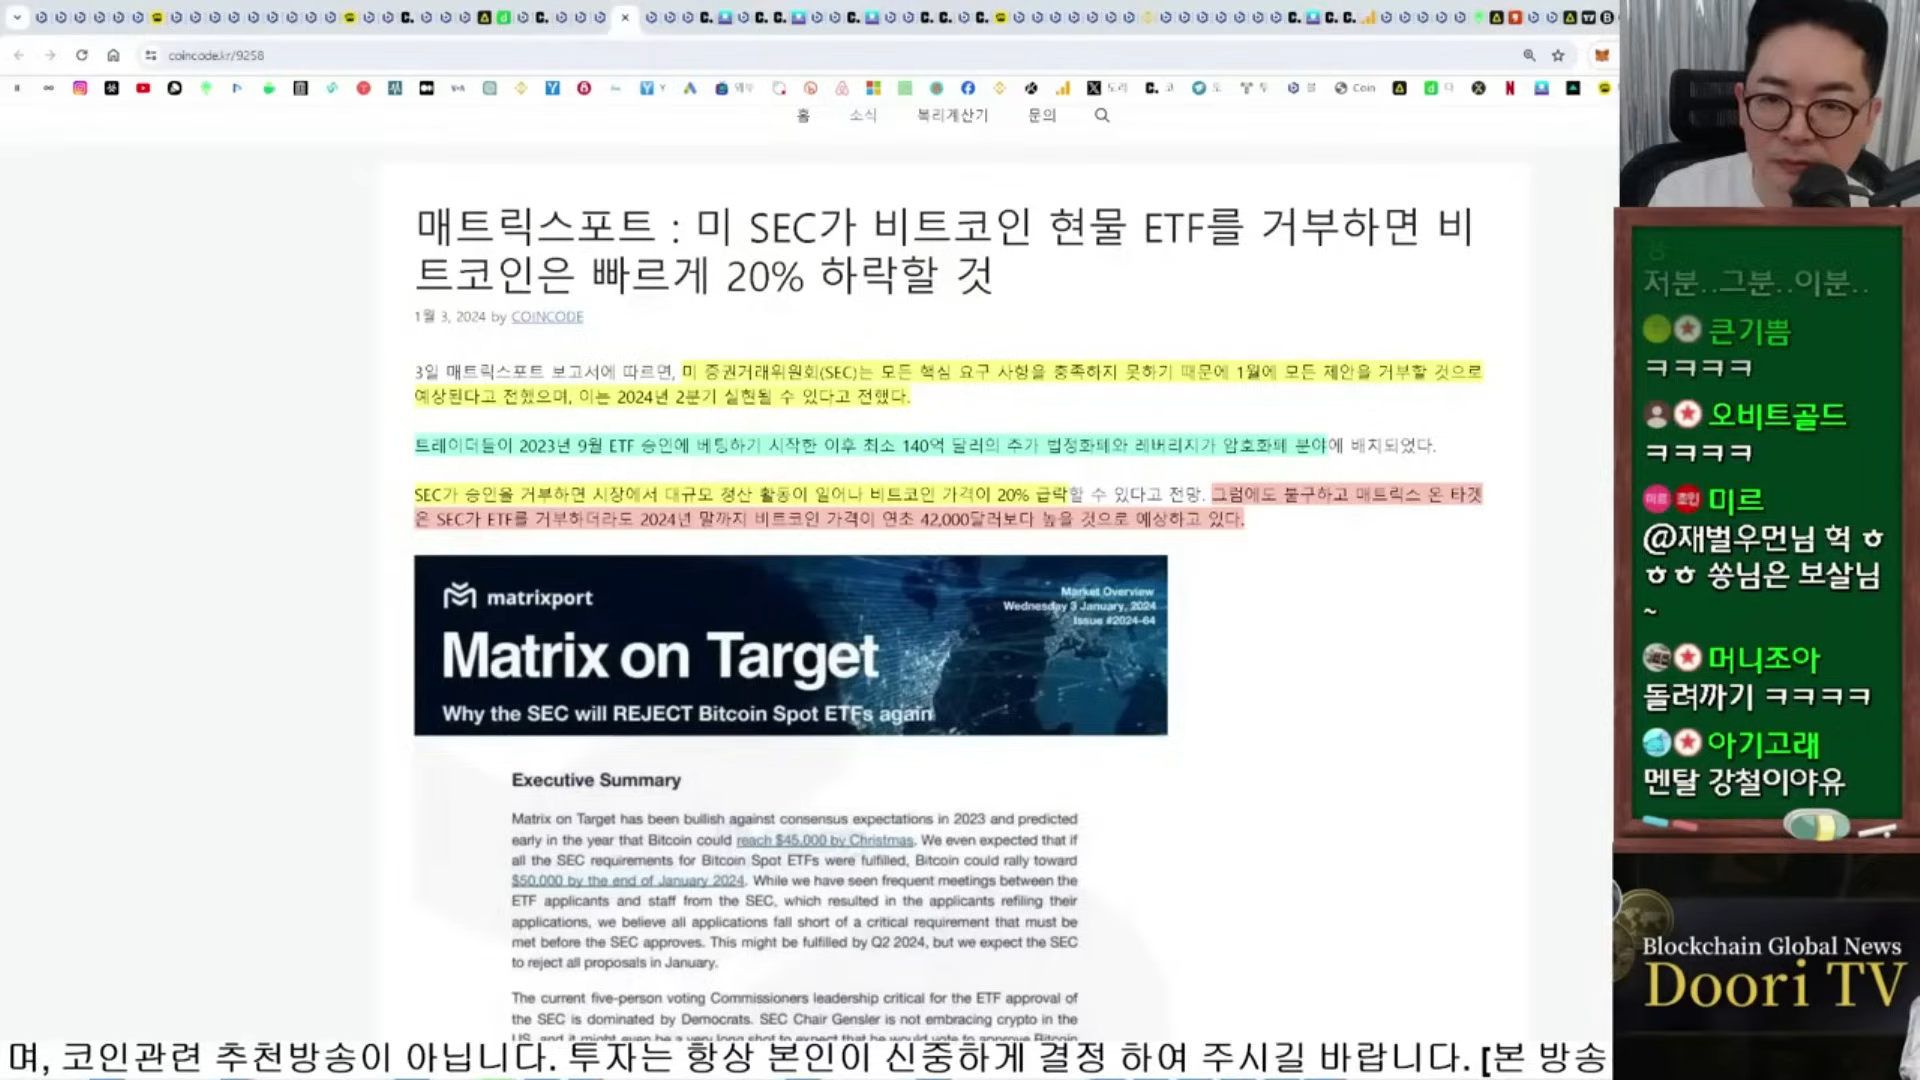 coincode.kr/9258
홈 소식 복리계산기 문의
매트릭스포트 : 미 SEC가 비트코인 현물 ETF를 거부하면 비
트코인은 빠르게 20% 하락할 것
1월 3, 2024 by COINCODE
3일 매트릭스포트 보고서에 따르면, 미 증권거래위원회(SEC)는 모든 핵심 요구 사항을 충족하지 못하기 때문에 1월에 모든 제안을 거부할 것으로
예상된다고 전했으며, 이는 2024년 2분기 실현될 수 있다고 전했다.
트레이더들이 2023년 9월 ETF 승인에 베팅하기 시작한 이후 최소 140억 달러의 추가 법정화폐와 레버리지가 암호화폐 분야에 배치되었다.
SEC가 승인을 거부하면 시장에서 대규모 청산 활동이 일어나 비트코인 가격이 20% 급락할 수 있다고 전망. 그럼에도 불구하고 매트릭스 온 타겟
은 SEC가 ETF를 거부하더라도 2024년 말까지 비트코인 가격이 연초 42,000달러보다 높을 것으로 예상하고 있다.
matrixport
Market Overview
Wednesday 3 January, 2024
Issue #2024-64
Matrix on Target
Why the SEC will REJECT Bitcoin Spot ETFs again
Executive Summary
Matrix on Target has been bullish against consensus expectations in 2023 and predicted
early in the year that Bitcoin could reach $45,000 by Christmas. We even expected that if
all the SEC requirements for Bitcoin Spot ETFs were fulfilled, Bitcoin could rally toward
$50,000 by the end of January 2024. While we have seen frequent meetings between the
ETF applicants and staff from the SEC, which resulted in the applicants refiling their
applications, we believe all applications fall short of a critical requirement that must be
met before the SEC approves. This might be fulfilled by Q2 2024, but we expect the SEC
to reject all proposals in January.
The current five-person voting Commissioners leadership critical for the ETF approval of
the SEC is dominated by Democrats. SEC Chair Gensler is not embracing crypto in the
US, and it might even be a very long shot to expect that he would vote to approve Bitcoin
며, 코인관련 추천방송이 아닙니다. 투자는 항상 본인이 신중하게 결정 하여 주시길 바랍니다. [본 방송
저분..그분..이분..
큰기쁨
ㅋㅋㅋㅋ
오비트골드
ㅋㅋㅋㅋ
미르
@재벌우먼님 헉 ㅎ
ㅎㅎ 쏭님은 보살님
~
머니조아
돌려까기 ㅋㅋㅋㅋ
아기고래
멘탈 강철이야유
Blockchain Global News
Doori TV